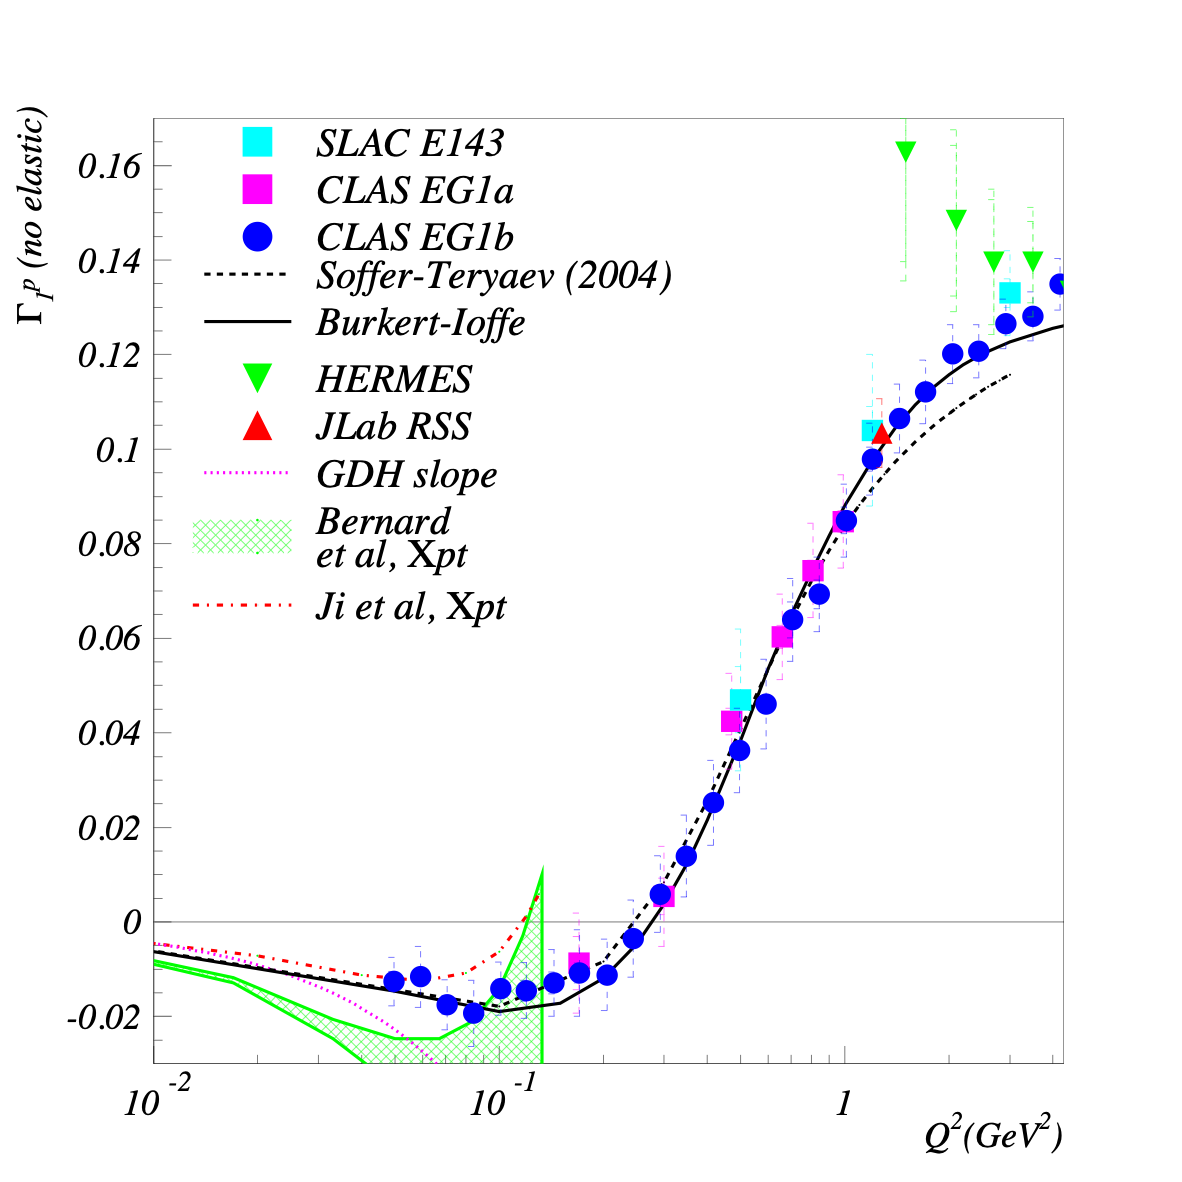 Γ₁ᵖ (no elastic)
0.16
0.14
0.12
0.1
0.08
0.06
0.04
0.02
0
-0.02
SLAC E143
CLAS EG1a
CLAS EG1b
Soffer-Teryaev (2004)
Burkert-Ioffe
HERMES
JLab RSS
GDH slope
Bernard
et al, Xpt
Ji et al, Xpt
10⁻² 10⁻¹ 1
Q²(GeV²)